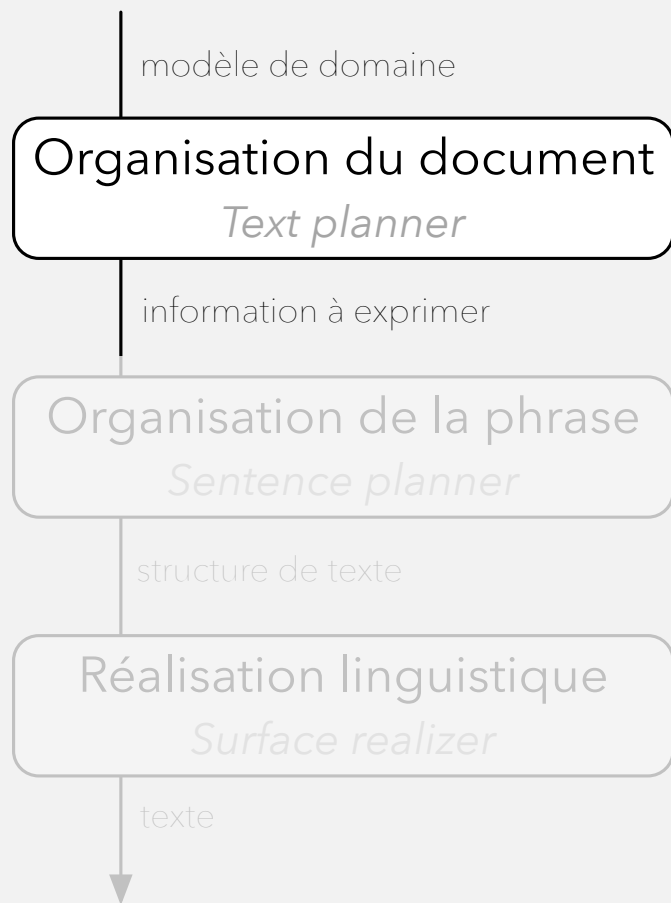 modèle de domaine
Organisation du document
Text planner
information à exprimer
Organisation de la phrase
Sentence planner
structure de texte
Réalisation linguistique
Surface realizer
texte